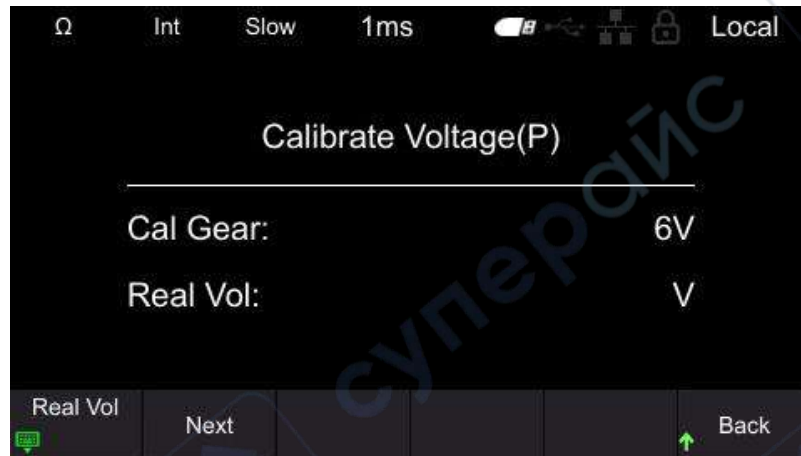 Ω Int Slow 1ms Local
Calibrate Voltage(P)
Cal Gear: 6V
Real Vol: V
Real Vol Next Back
суперайс